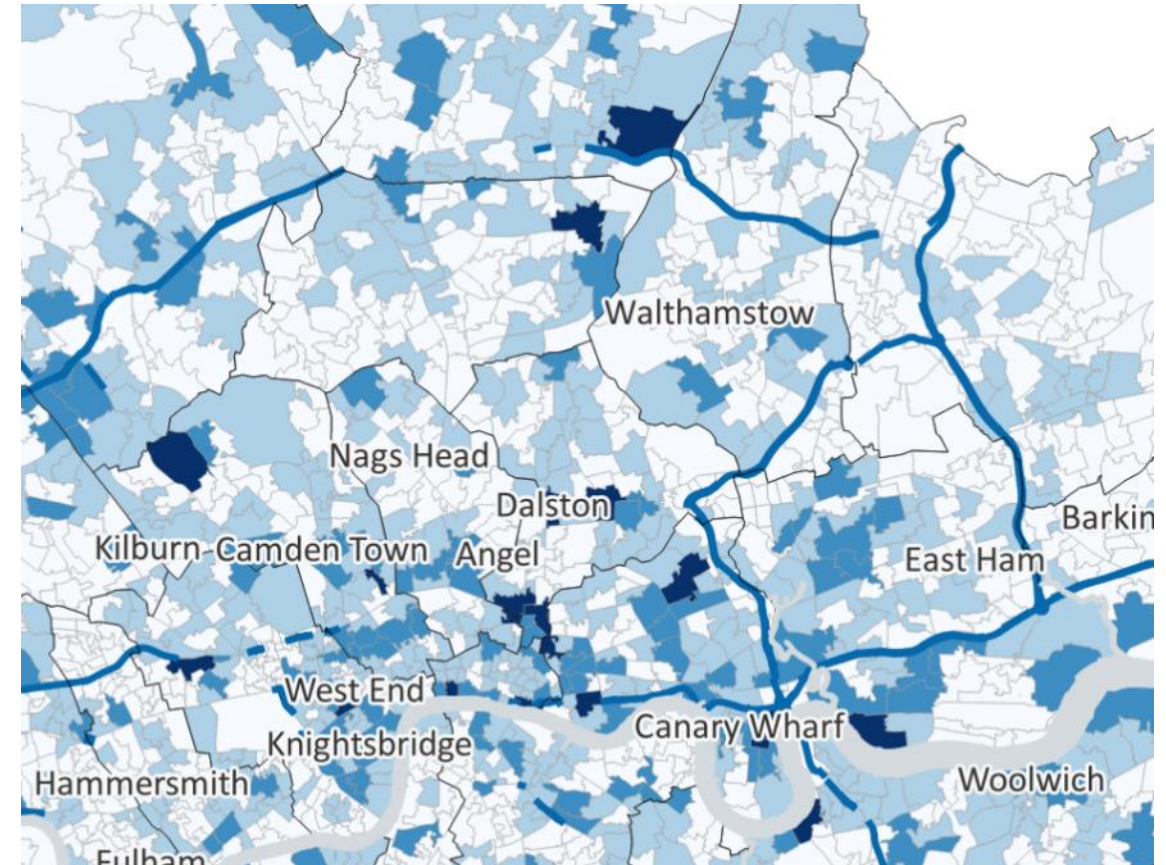 Walthamstow
Nags Head
Dalston
Barkin
Kilburn Camden Town Angel
East Ham
West End
Canary Wharf
Knightsbridge
Hammersmith
Woolwich
Fulham